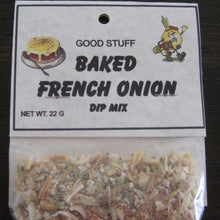 GOOD STUFF
BAKED
FRENCH ONION
DIP MIX
NET WT. 22 G